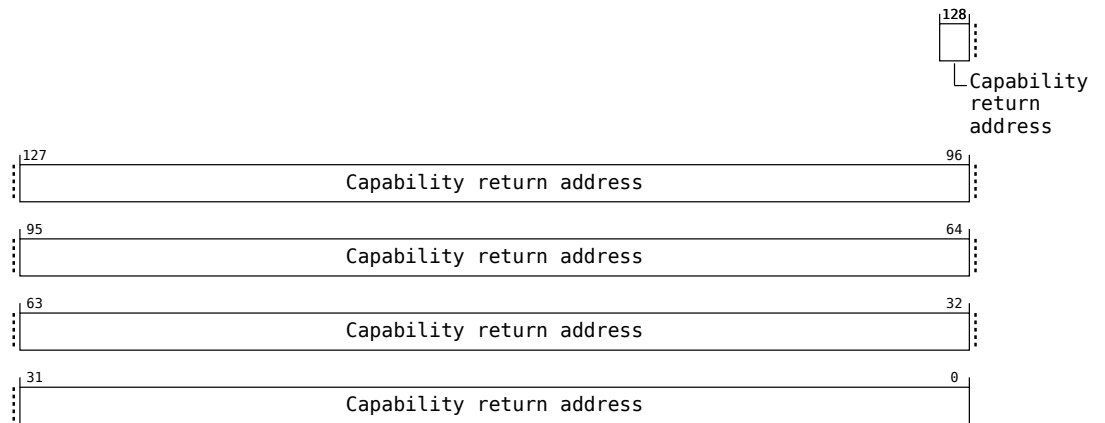 128
Capability
return
address
127 96
Capability return address
95 64
Capability return address
63 32
Capability return address
31 0
Capability return address